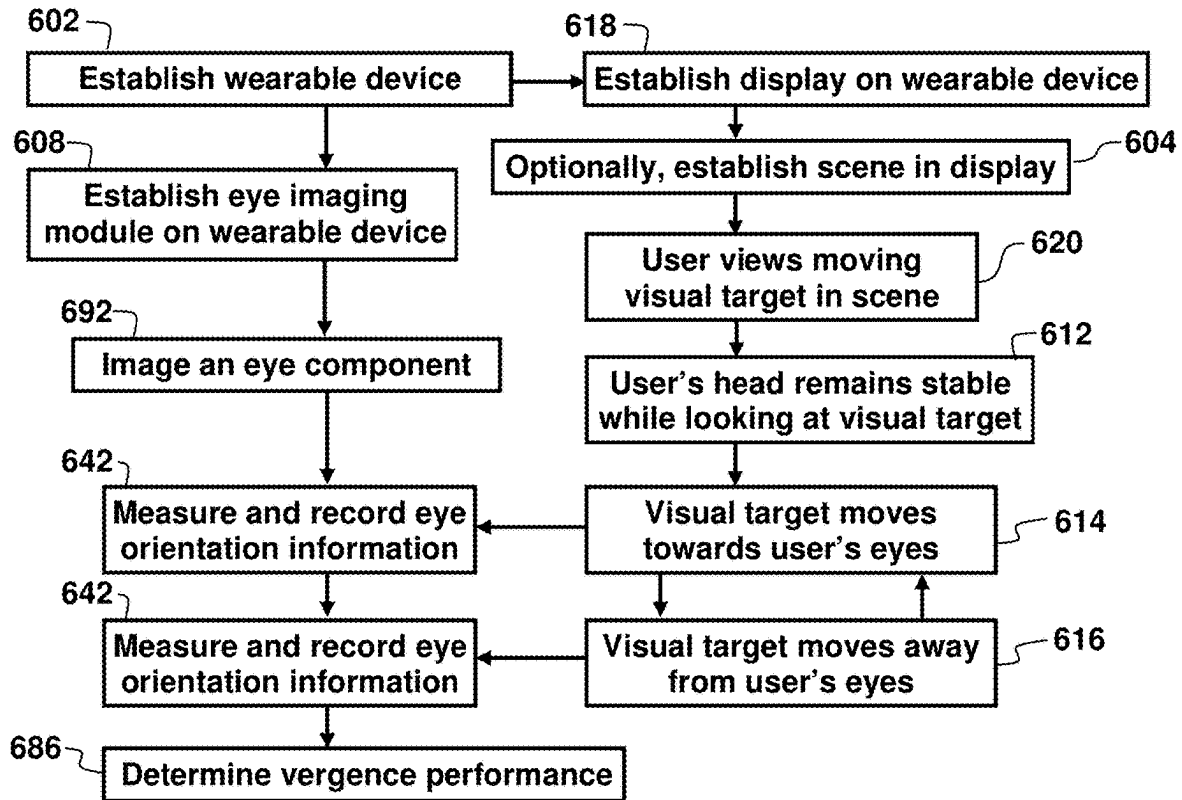 602
Establish wearable device
618
Establish display on wearable device
608
Establish eye imaging
module on wearable device
604
Optionally, establish scene in display
620
User views moving
visual target in scene
692
Image an eye component
612
User's head remains stable
while looking at visual target
642
Measure and record eye
orientation information
614
Visual target moves
towards user's eyes
642
Measure and record eye
orientation information
616
Visual target moves away
from user's eyes
686
Determine vergence performance